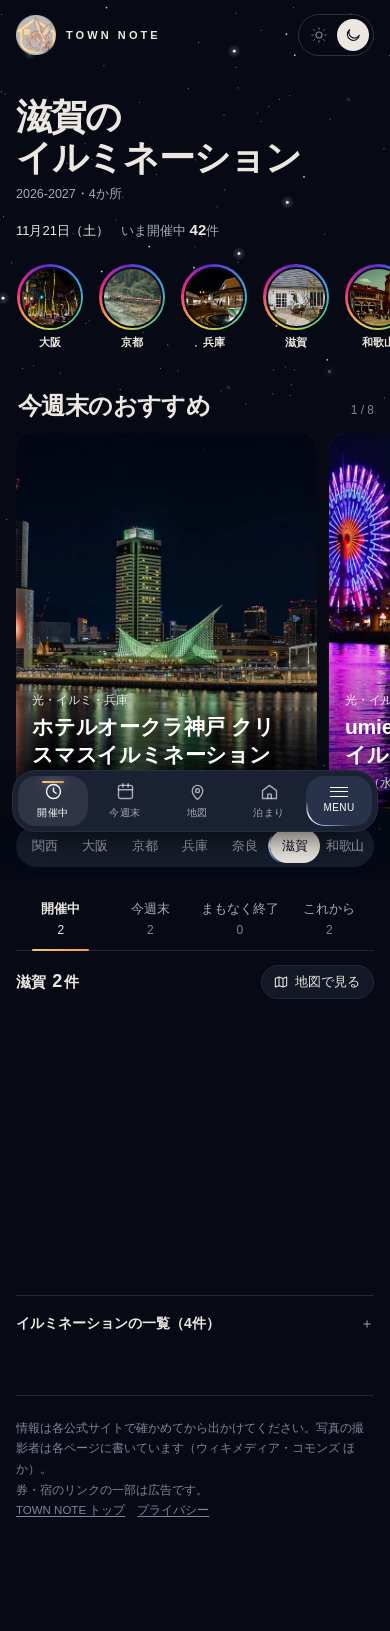 TOWN NOTE
滋賀の
イルミネーション
2026-2027・4か所
11月21日（土） いま開催中 42件
大阪 京都 兵庫 滋賀 和歌山
今週末のおすすめ 1 / 8
光・イルミ・兵庫
ホテルオークラ神戸 クリ
スマスイルミネーション
光・イル
umie
イル
（水
開催中 今週末 地図 泊まり MENU
関西 大阪 京都 兵庫 奈良 滋賀 和歌山
開催中 今週末 まもなく終了 これから
2 2 0 2
滋賀 2件 地図で見る
イルミネーションの一覧（4件） +
情報は各公式サイトで確かめてから出かけてください。写真の撮
影者は各ページに書いています（ウィキメディア・コモンズ ほ
か）。
券・宿のリンクの一部は広告です。
TOWN NOTE トップ プライバシー